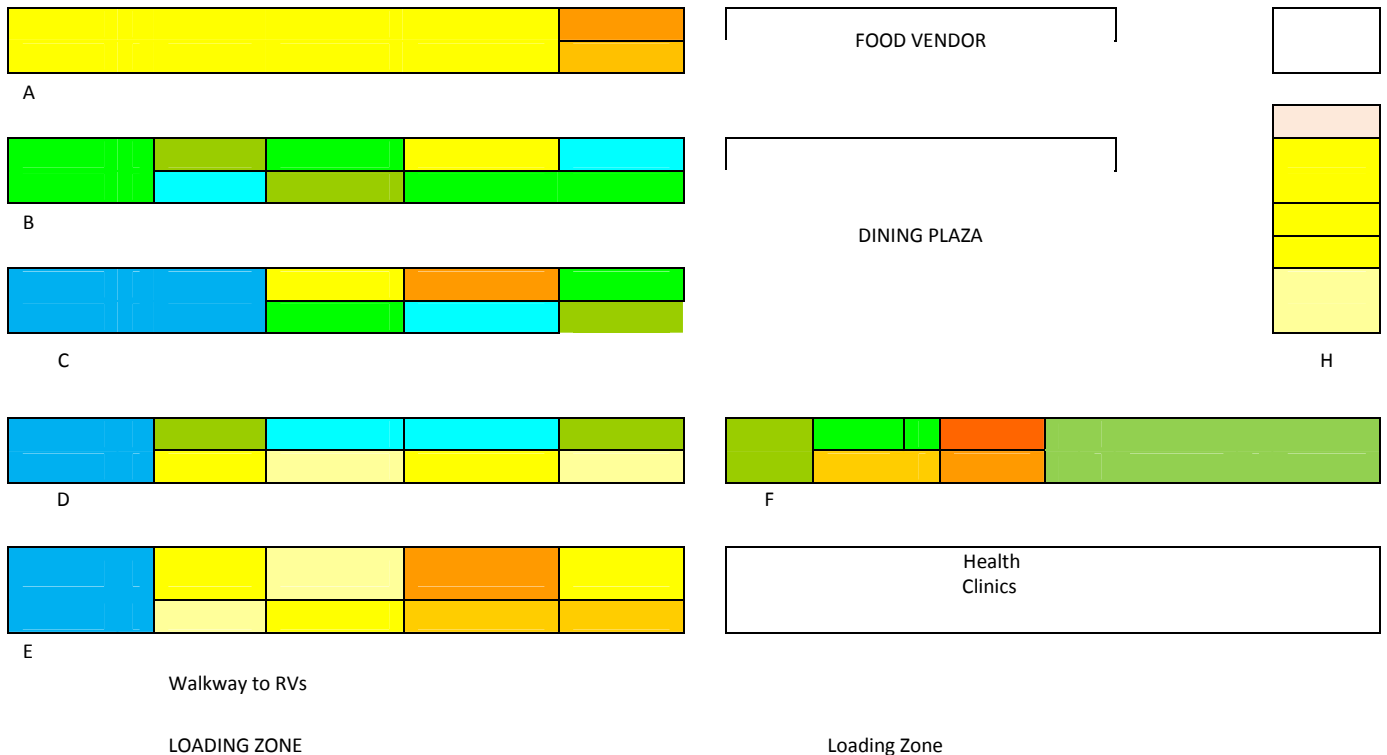 FOOD VENDOR
A
B
DINING PLAZA
C
H
D
F
Health
Clinics
E
Walkway to RVs
LOADING ZONE
Loading Zone